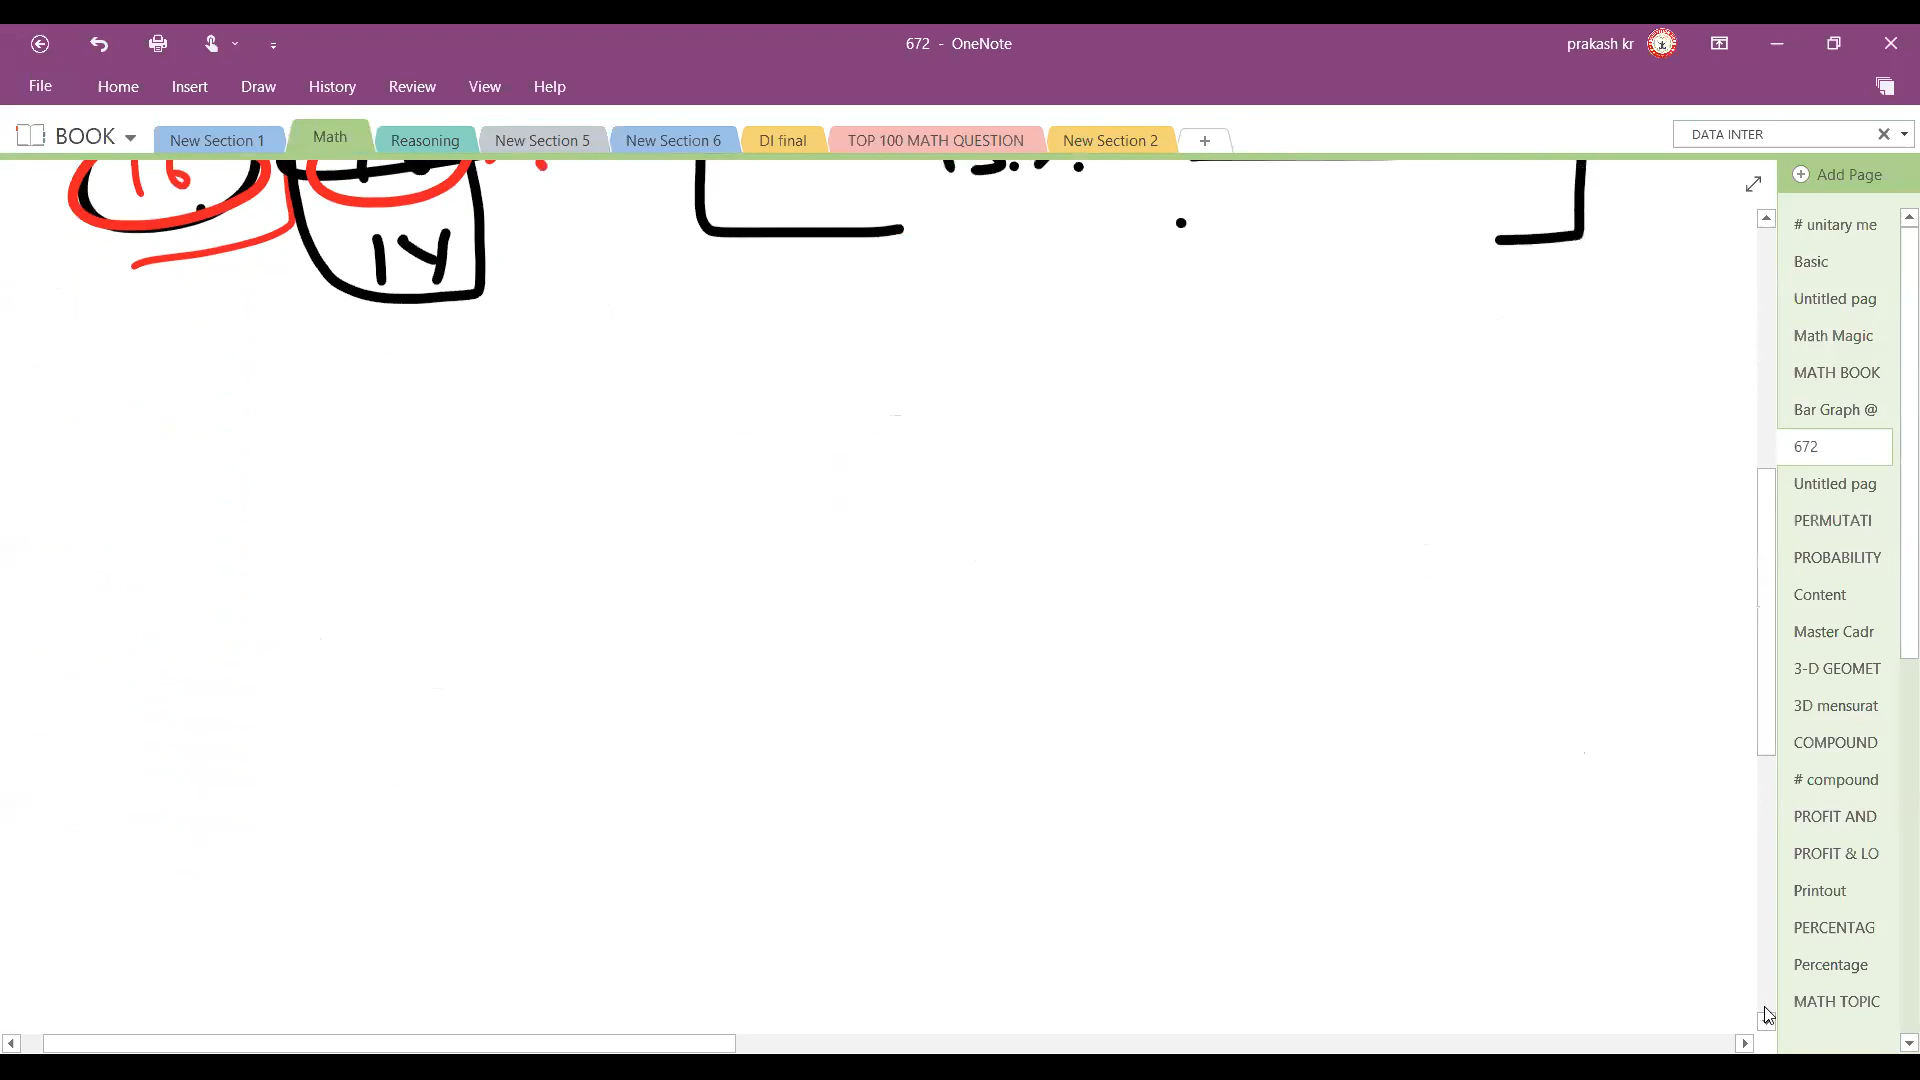 672 - OneNote
prakash kr
File Home Insert Draw History Review View Help
BOOK New Section 1 Math Reasoning New Section 5 New Section 6 DI final TOP 100 MATH QUESTION New Section 2 +
DATA INTER
Add Page
16
14
# unitary me
Basic
Untitled pag
Math Magic
MATH BOOK
Bar Graph @
672
Untitled pag
PERMUTATI
PROBABILITY
Content
Master Cadr
3-D GEOMET
3D mensurat
COMPOUND
# compound
PROFIT AND
PROFIT & LO
Printout
PERCENTAG
Percentage
MATH TOPIC